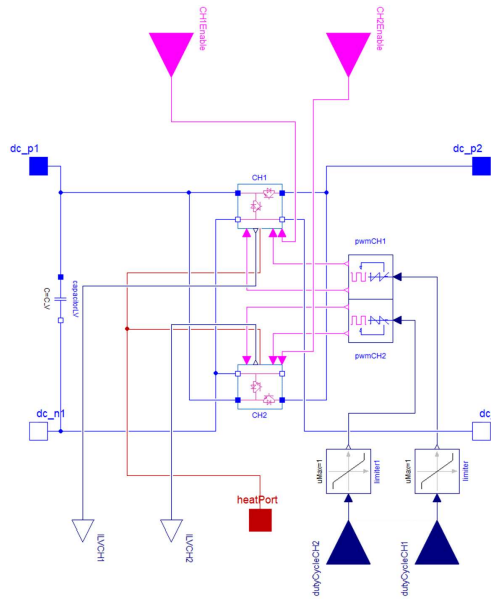 CH1Enable
CH2Enable
dc_p1
dc_p2
CH1
pwmCH1
capacitorLV
C=C_V
pwmCH2
CH2
dc_n1
dc
uMax=1
limiter1
uMax=1
limiter
heatPort
ILVCH1
ILVCH2
dutyCycleCH2
dutyCycleCH1